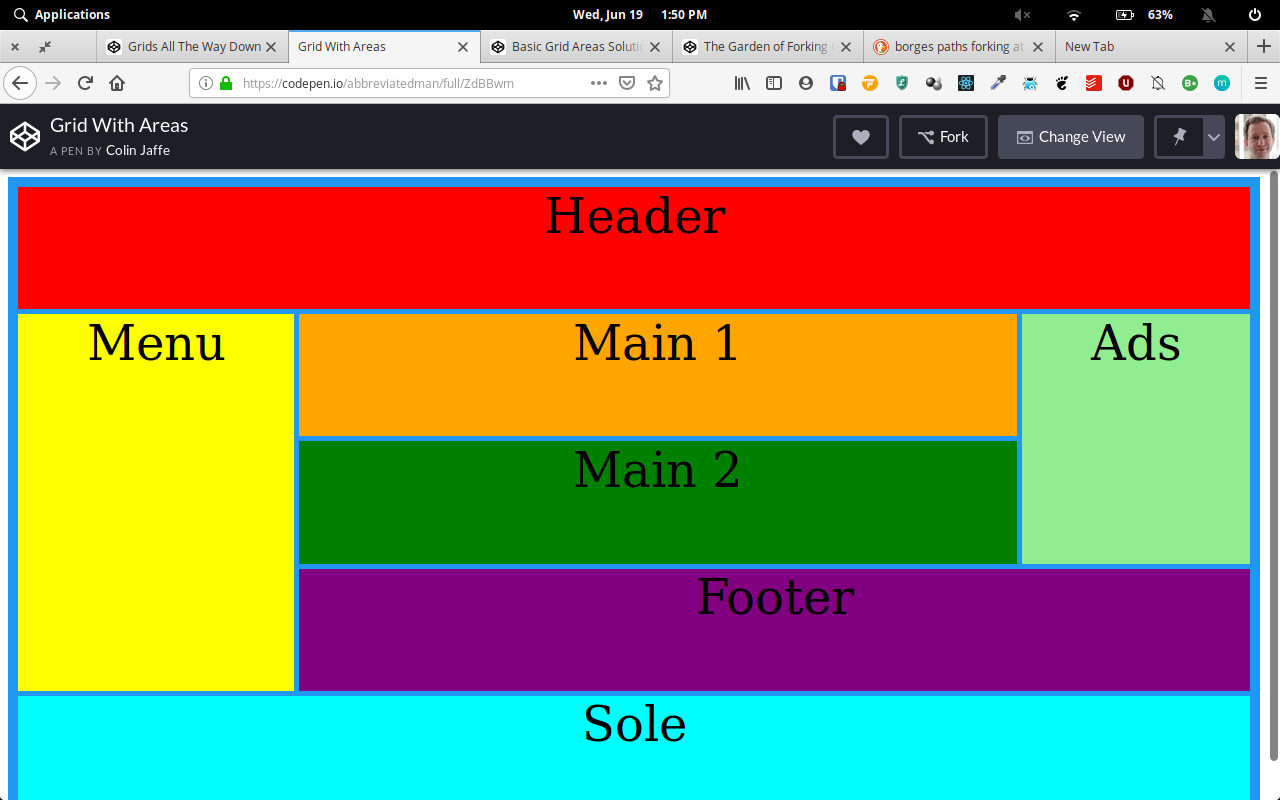 Applications Wed, Jun 19 1:50 PM 63%
Grids All The Way Down Grid With Areas Basic Grid Areas Soluti The Garden of Forking borges paths forking at New Tab
https://codepen.io/abbreviatedman/full/ZdBBwm
Grid With Areas
A PEN BY Colin Jaffe
Fork Change View
Header
Menu Main 1 Ads
Main 2
Footer
Sole